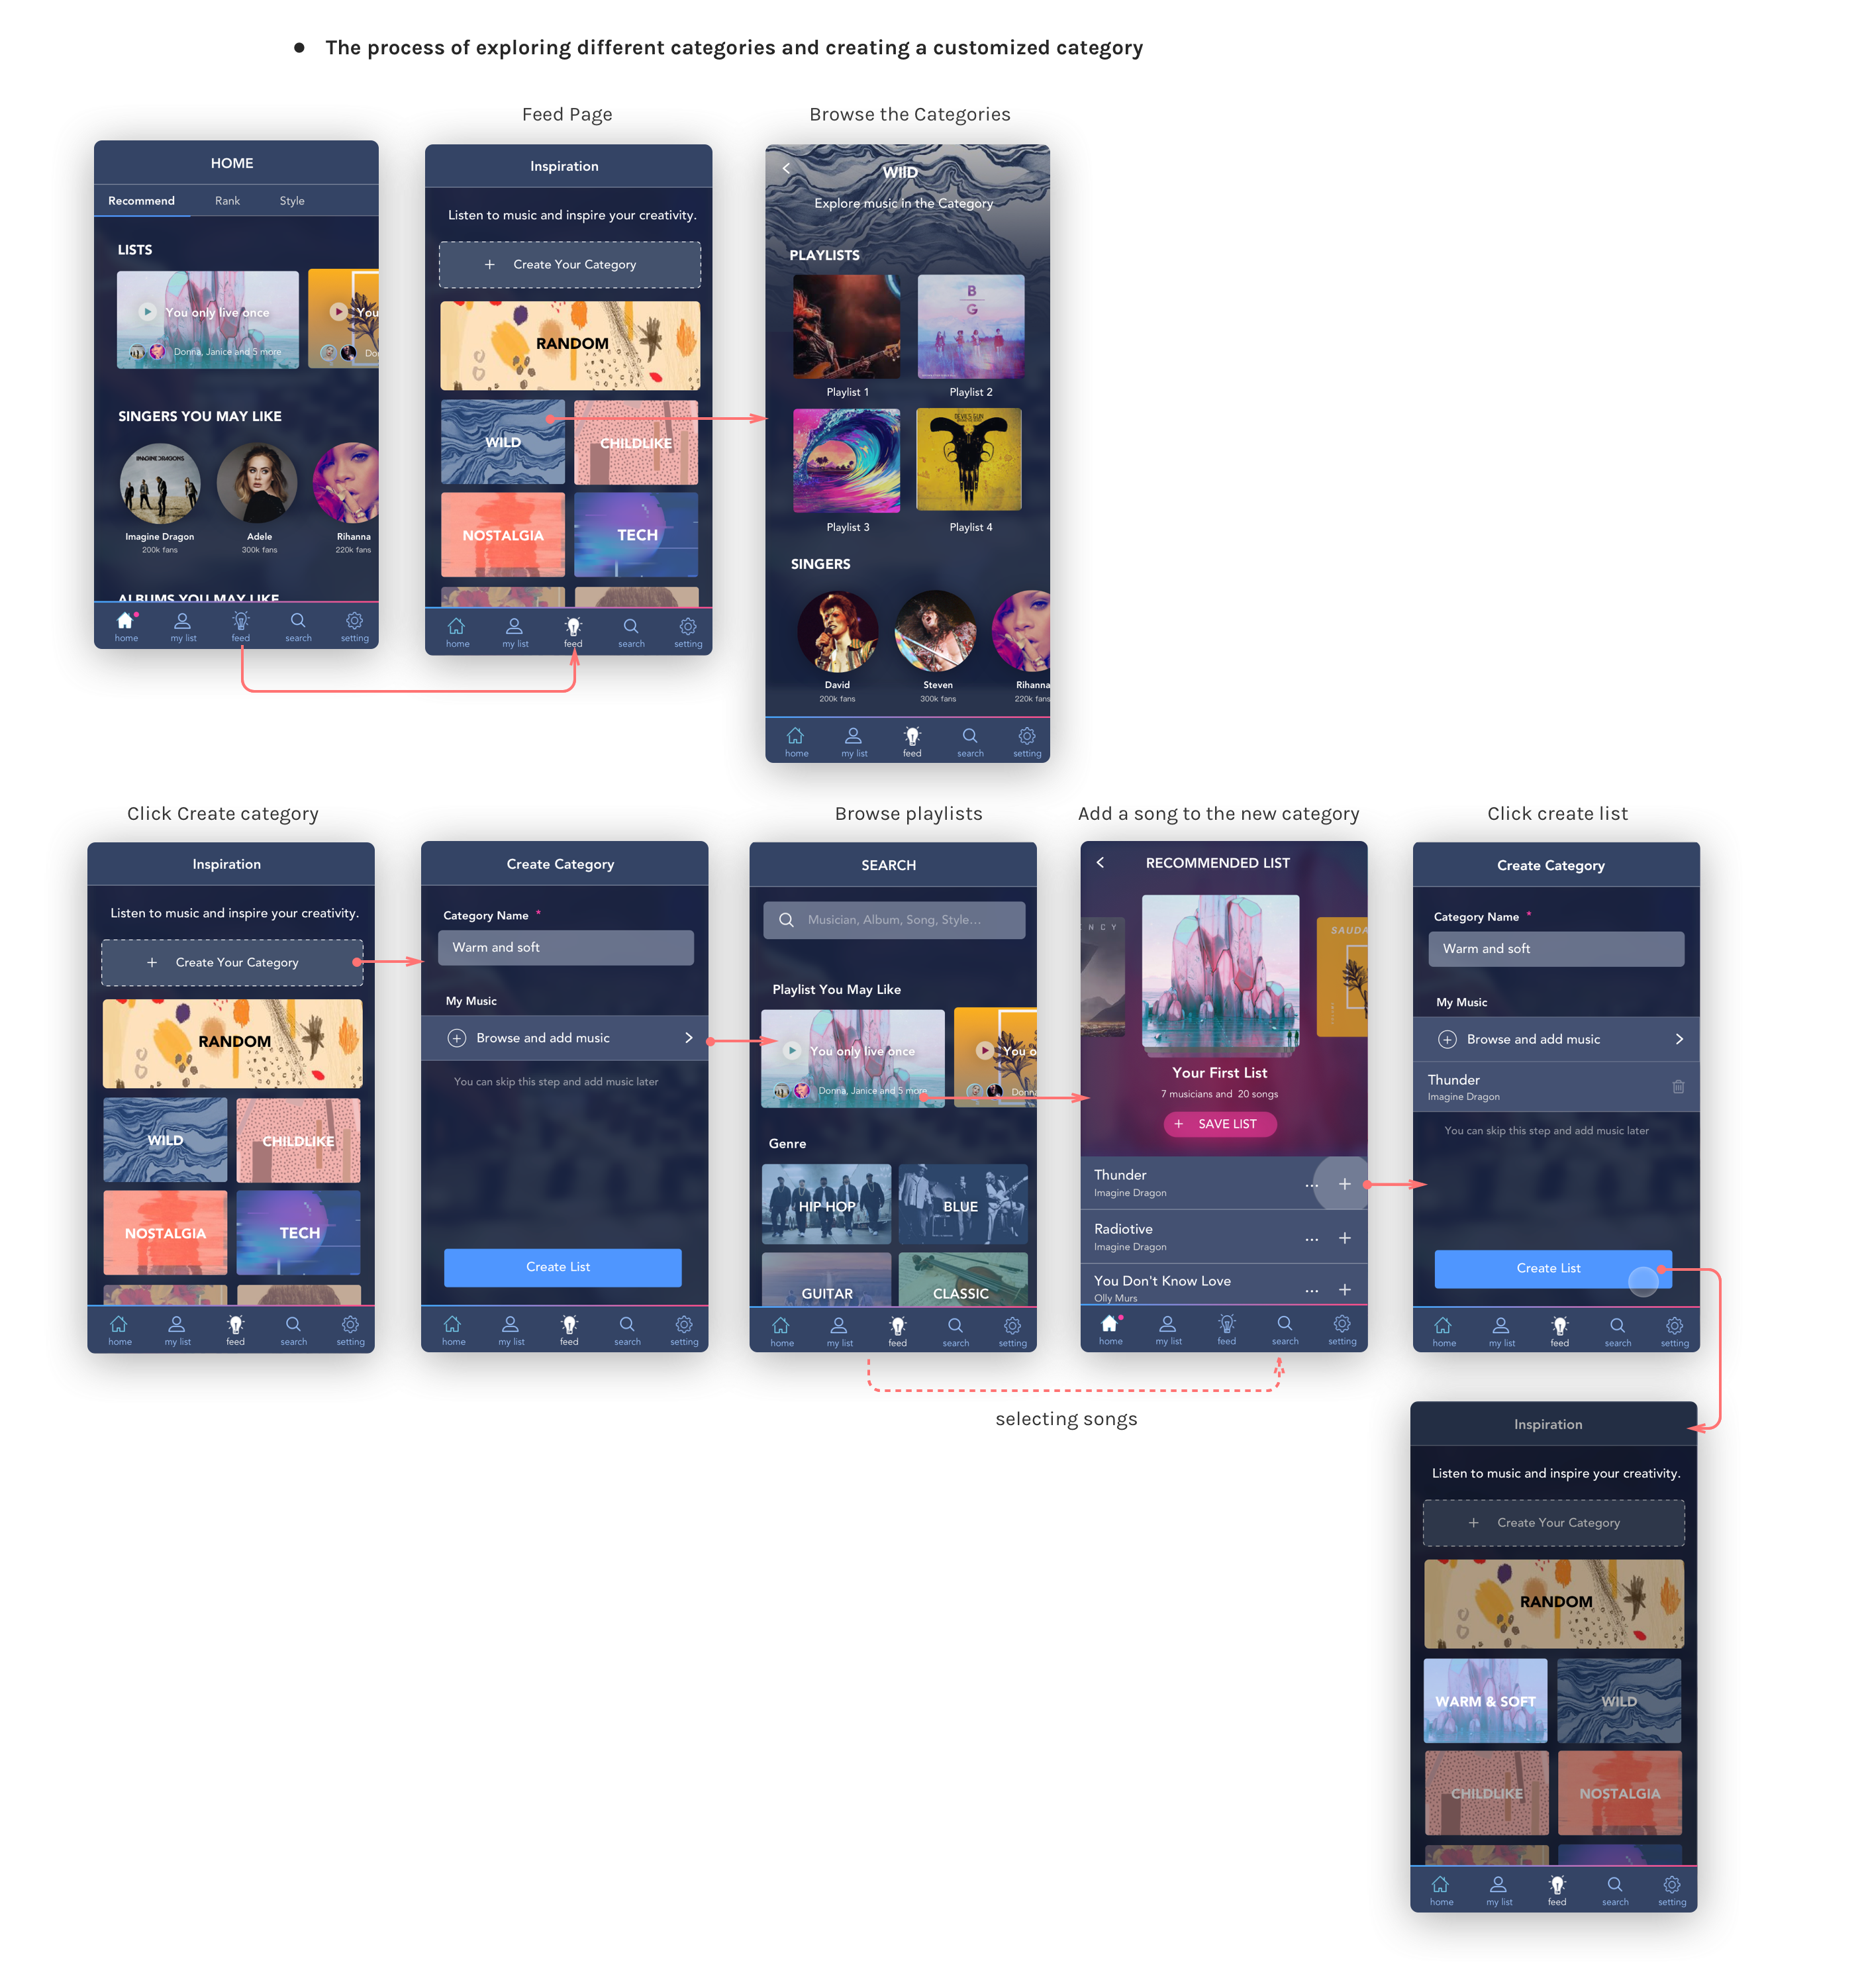 The process of exploring different categories and creating a customized category
Feed Page
Browse the Categories
HOME
Recommend Rank Style
LISTS
You only live once
You
Donna, Janice and 5 more
SINGERS YOU MAY LIKE
IMAGINE DRAGONS
Imagine Dragon Adele Rihanna
200k fans 300k fans 220k fans
ALBUMS YOU MAY LIKE
home my list feed search setting
Inspiration
Listen to music and inspire your creativity.
+ Create Your Category
RANDOM
WILD CHILDLIKE
NOSTALGIA TECH
home my list feed search setting
WIlD
Explore music in the Category
PLAYLISTS
B
G
Playlist 1 Playlist 2
Playlist 3 Playlist 4
SINGERS
David Steven Rihanna
200k fans 300k fans 220k fans
home my list feed search setting
Click Create category
Browse playlists
Add a song to the new category
Click create list
Inspiration
Listen to music and inspire your creativity.
+ Create Your Category
RANDOM
WILD CHILDLIKE
NOSTALGIA TECH
home my list feed search setting
Create Category
Category Name *
Warm and soft
My Music
Browse and add music
You can skip this step and add music later
Create List
home my list feed search setting
SEARCH
Musician, Album, Song, Style...
Playlist You May Like
You only live once
You o
Donna, Janice and 5 more
Donn
Genre
HIP HOP BLUE
GUITAR CLASSIC
home my list feed search setting
RECOMMENDED LIST
NCY
SAUDA
Your First List
7 musicians and 20 songs
+ SAVE LIST
Thunder
Imagine Dragon
... +
Radiotive
Imagine Dragon
... +
You Don't Know Love
Olly Murs
... +
home my list feed search setting
selecting songs
Create Category
Category Name *
Warm and soft
My Music
Browse and add music
Thunder
Imagine Dragon
You can skip this step and add music later
Create List
home my list feed search setting
Inspiration
Listen to music and inspire your creativity.
+ Create Your Category
RANDOM
WARM & SOFT WILD
CHILDLIKE NOSTALGIA
home my list feed search setting